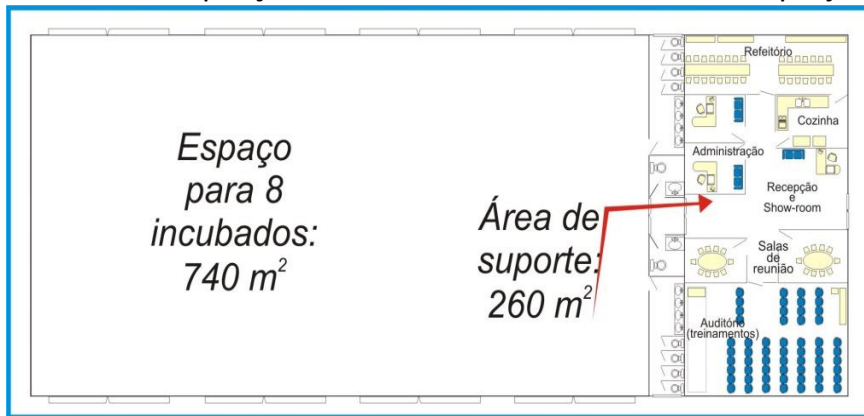 Espaço
para 8
incubados:
740 m²
Área de
suporte:
260 m²
Refeitório
Cozinha
Administração
Recepção
e
Show-room
Salas
de
reunião
Auditório
(treinamentos)